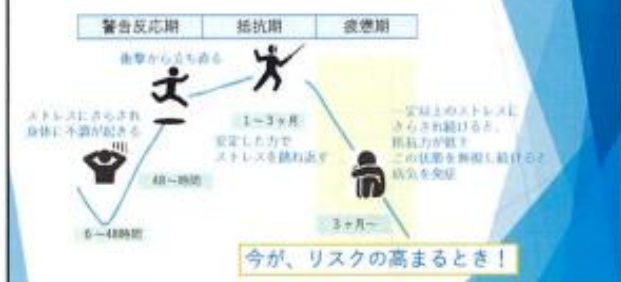 警告反応期
抵抗期
疲憊期
衝撃から立ち直る
ストレスにさらされ
身体に不調が起きる
1～3ヶ月
安定した力で
ストレスを跳ね返す
一定以上のストレスに
さらされ続けると、
抵抗力が低下
この状態を無視し続けると
病気を発症
48～時間
6～48時間
3ヶ月～
今が、リスクの高まるとき！